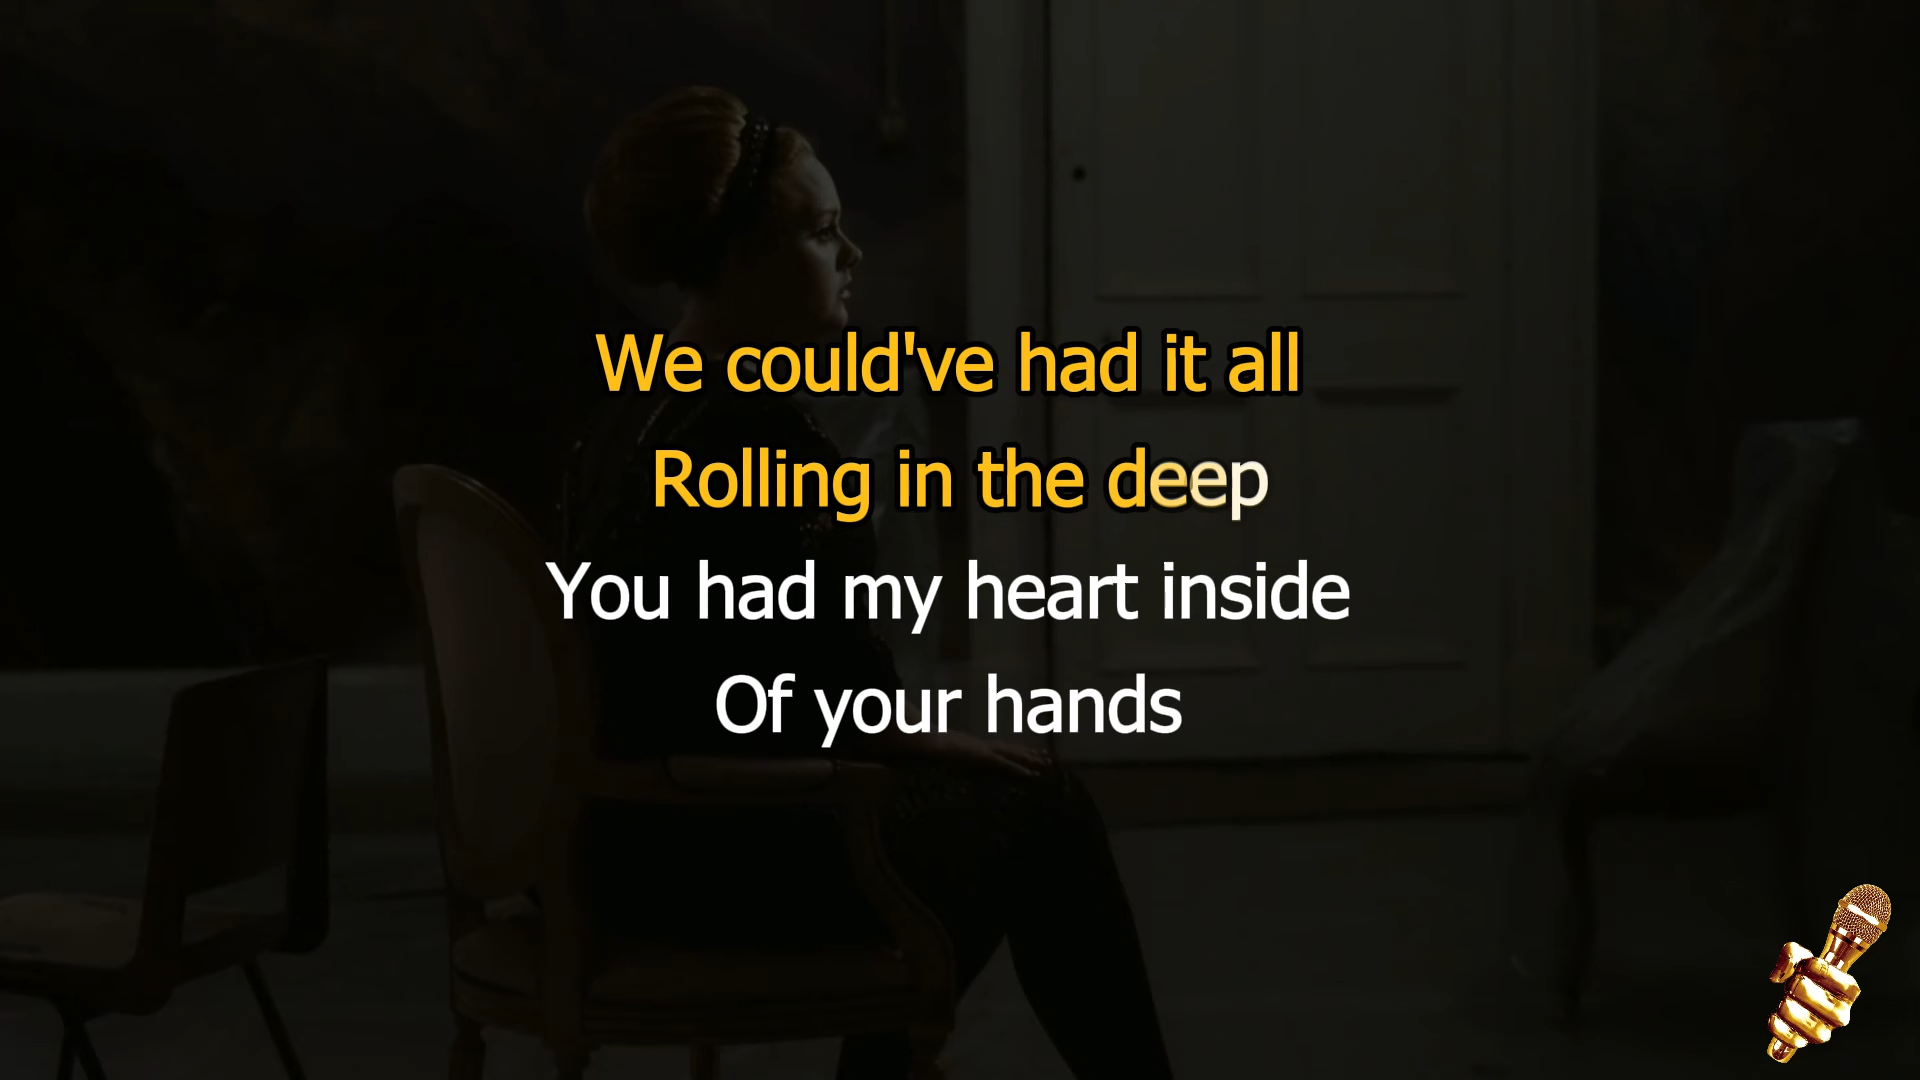 We could've had it all
Rolling in the deep
You had my heart inside
Of your hands